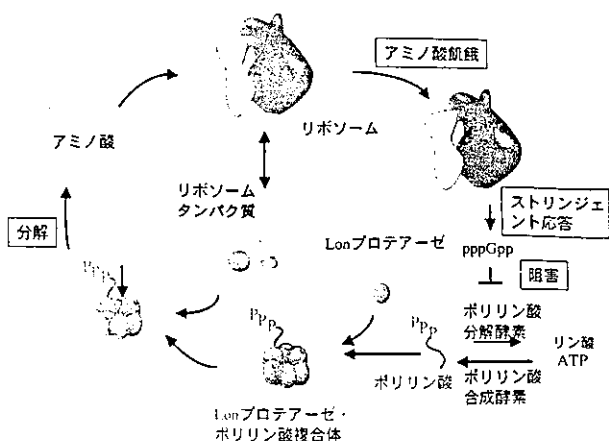 アミノ酸飢餓
リボソーム
アミノ酸
リボソーム
タンパク質
ストリンジェ
ント応答
分解
Lonプロテアーゼ
pppGpp
阻害
PPP
PPP
PPP
ポリリン酸
分解酵素
リン酸
ATP
ポリリン酸
ポリリン酸
合成酵素
Lonプロテアーゼ・
ポリリン酸複合体